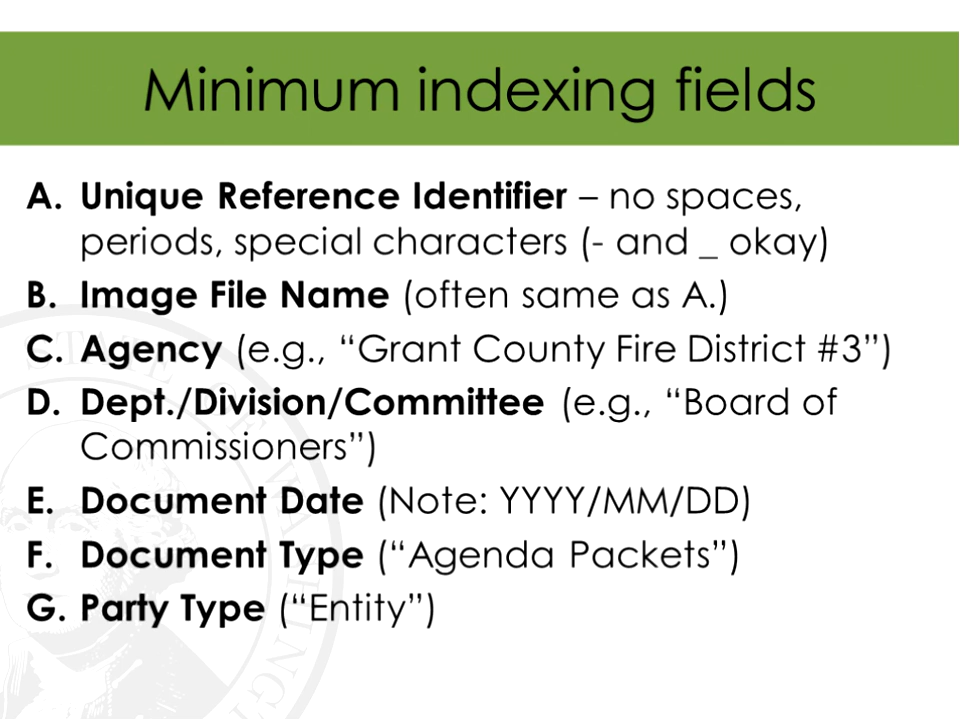 Minimum indexing fields
A. Unique Reference Identifier – no spaces,
periods, special characters (- and _ okay)
B. Image File Name (often same as A.)
C. Agency (e.g., “Grant County Fire District #3”)
D. Dept./Division/Committee (e.g., “Board of
Commissioners”)
E. Document Date (Note: YYYY/MM/DD)
F. Document Type (“Agenda Packets”)
G. Party Type (“Entity”)